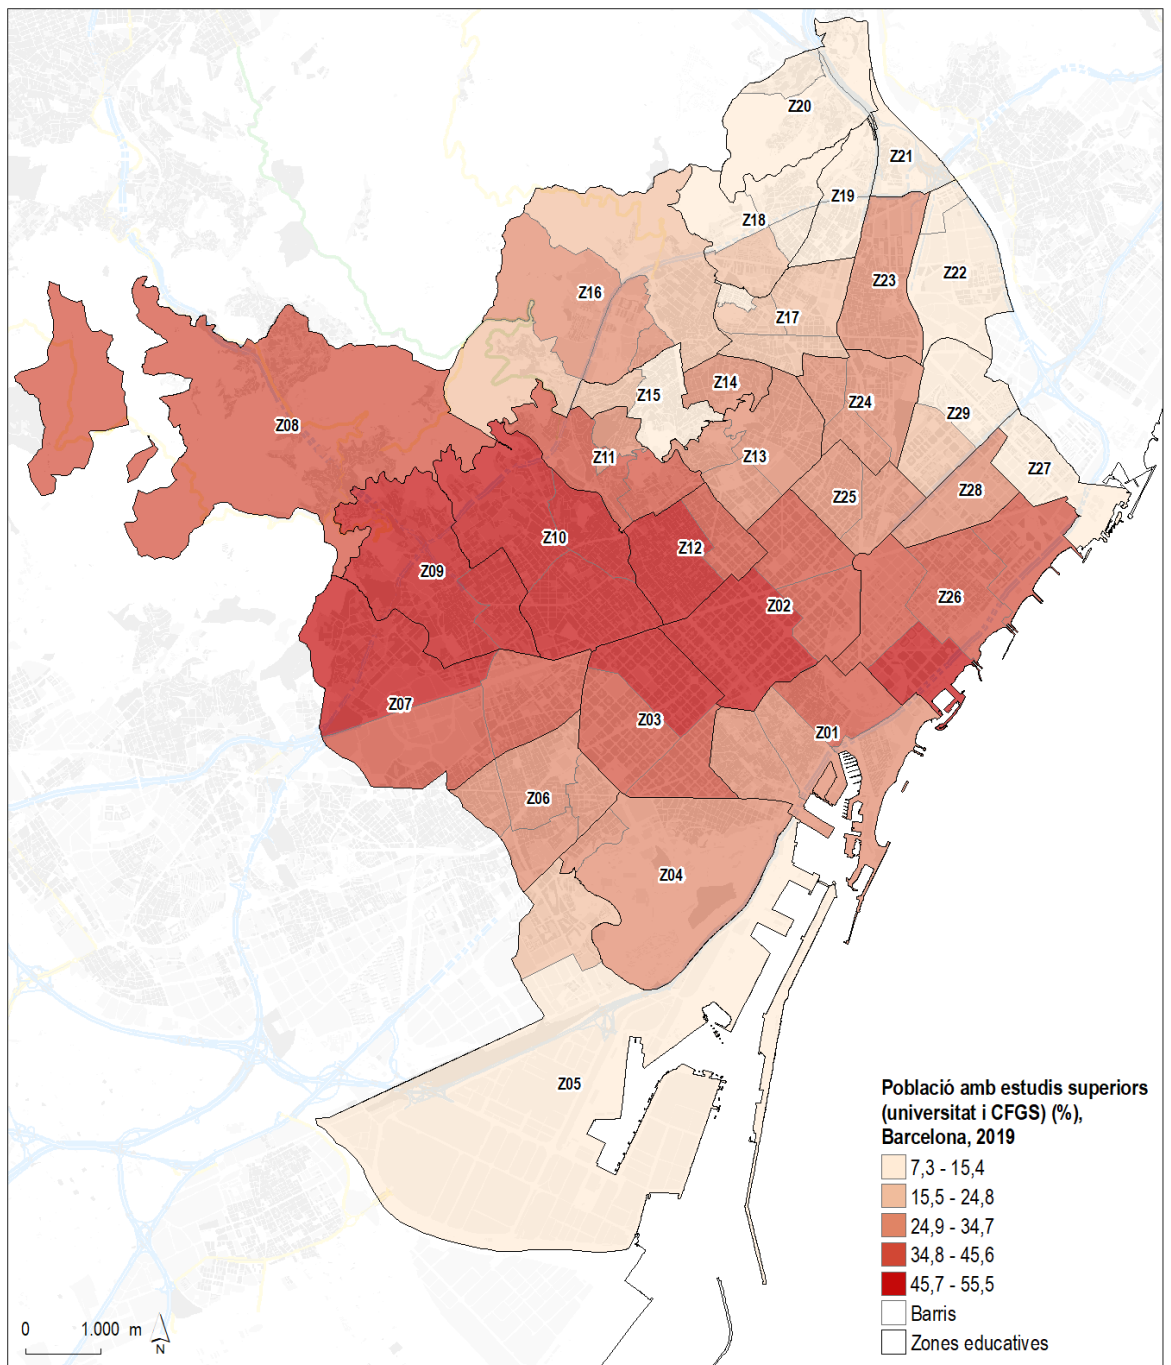 Z20
Z21
Z19
Z18
Z22
Z23
Z16
Z17
Z14
Z15
Z24
Z29
Z08
Z11
Z13
Z27
Z28
Z25
Z10
Z12
Z09
Z26
Z02
Z07
Z03
Z01
Z06
Z04
Z05
Població amb estudis superiors
(universitat i CFGS) (%),
Barcelona, 2019
7,3 - 15,4
15,5 - 24,8
24,9 - 34,7
34,8 - 45,6
45,7 - 55,5
Barris
Zones educatives
0 1.000 m
N